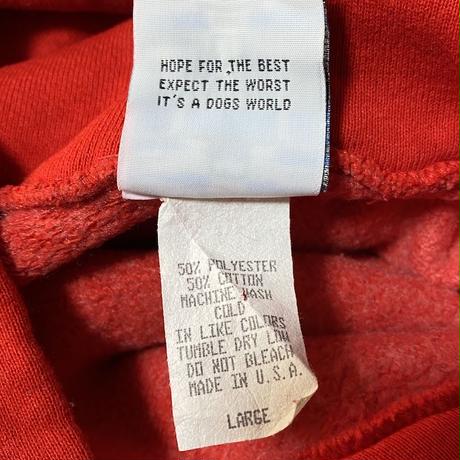 HOPE FOR THE BEST
EXPECT THE WORST
IT'S A DOGS WORLD
50% POLYESTER
50% COTTON
MACHINE WASH
COLD
IN LIKE COLORS
TUMBLE DRY LOW
DO NOT BLEACH
MADE IN U.S.A.
LARGE